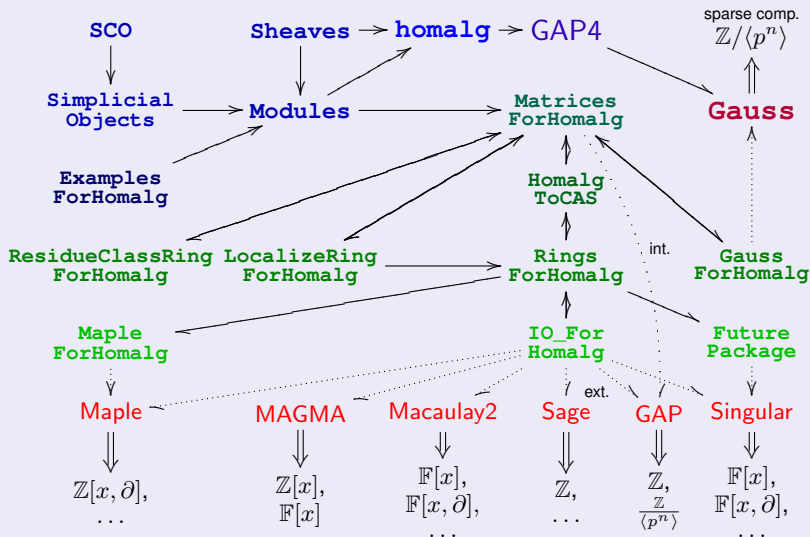 sparse comp.
SCO
Sheaves
homalg
GAP4
ℤ/⟨pⁿ⟩
Simplicial
Objects
Modules
Matrices
ForHomalg
Gauss
Examples
ForHomalg
Homalg
ToCAS
int.
ResidueClassRing
ForHomalg
LocalizeRing
ForHomalg
Rings
ForHomalg
Gauss
ForHomalg
Maple
ForHomalg
IO_For
Homalg
Future
Package
ext.
Maple
MAGMA
Macaulay2
Sage
GAP
Singular
ℤ[x, ∂],
...
ℤ[x],
𝔽[x]
𝔽[x],
𝔽[x, ∂],
...
ℤ,
...
ℤ,
ℤ
⟨pⁿ⟩
𝔽[x],
𝔽[x, ∂],
...